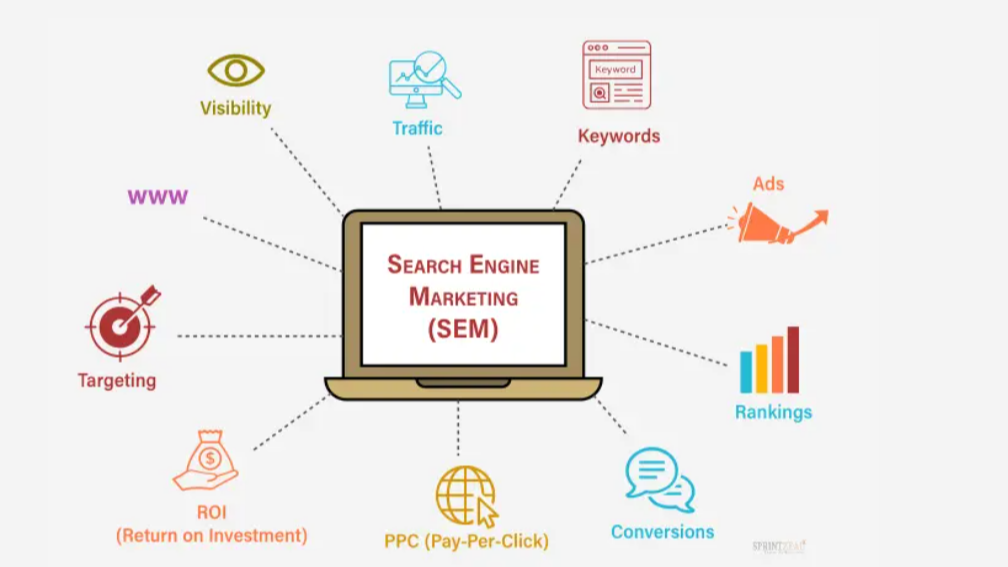 Visibility
Traffic
Keyword
Keywords
www
Ads
SEARCH ENGINE
MARKETING
(SEM)
Targeting
Rankings
ROI
(Return on Investment)
PPC (Pay-Per-Click)
Conversions
SPRINTZEAL